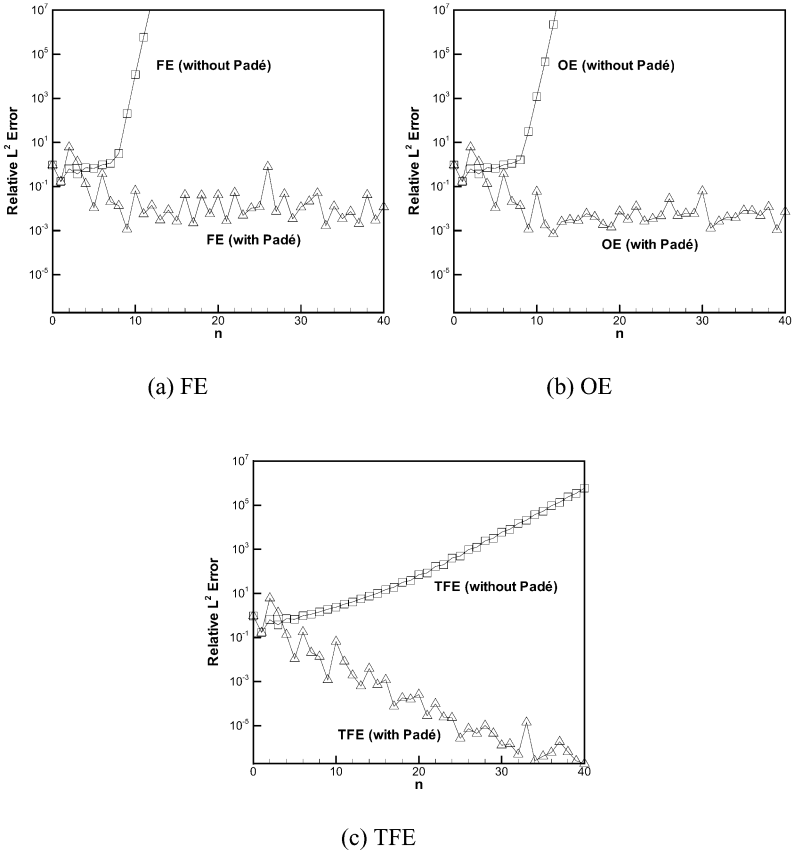 10⁷
10⁵
10³
10¹
10⁻¹
10⁻³
10⁻⁵
Relative L² Error
FE (without Padé)
FE (with Padé)
0 10 20 30 40
n
(a) FE
10⁷
10⁵
10³
10¹
10⁻¹
10⁻³
10⁻⁵
Relative L² Error
OE (without Padé)
OE (with Padé)
0 10 20 30 40
n
(b) OE
10⁷
10⁵
10³
10¹
10⁻¹
10⁻³
10⁻⁵
Relative L² Error
TFE (without Padé)
TFE (with Padé)
0 10 20 30 40
n
(c) TFE